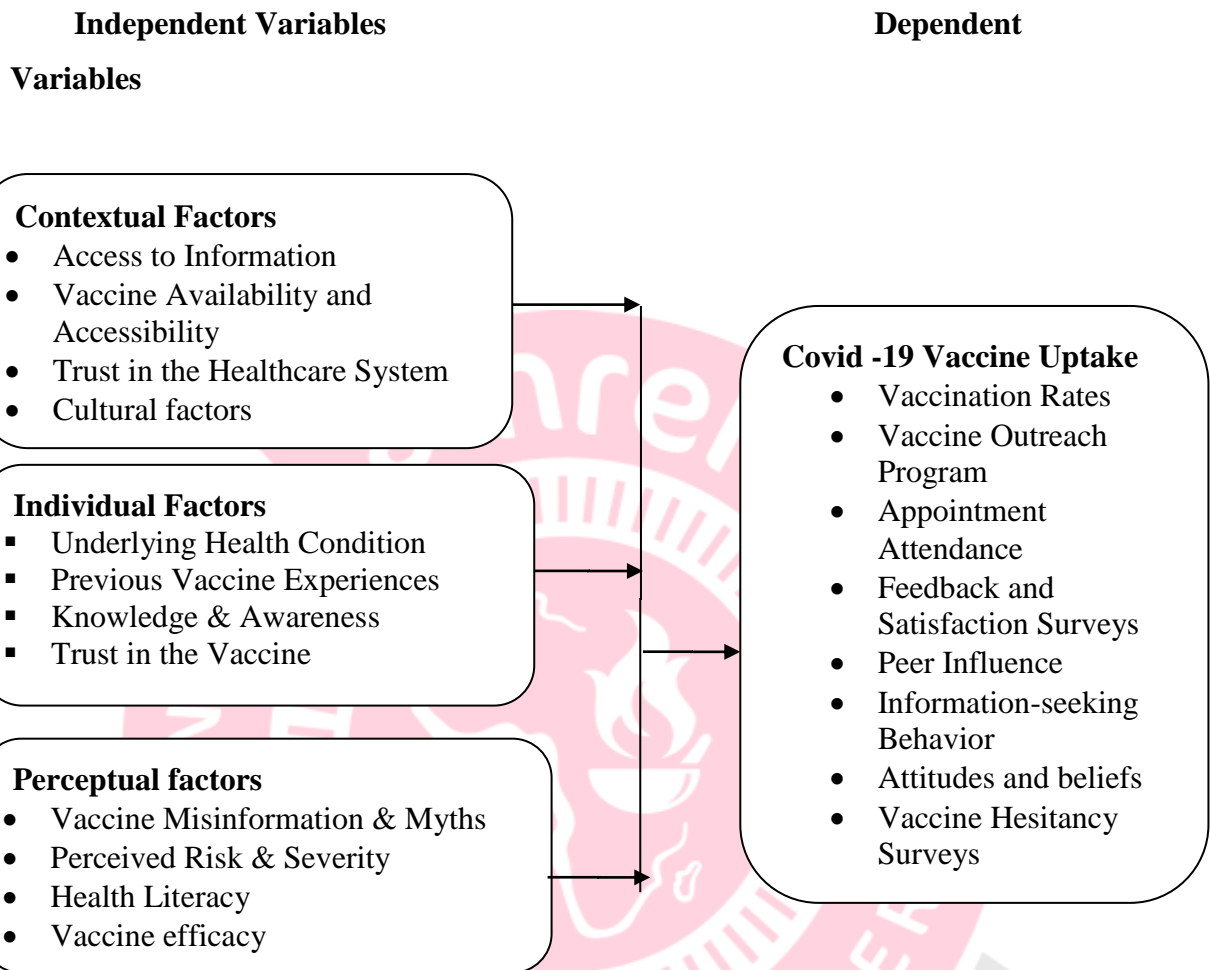 Independent Variables Dependent
Variables
Contextual Factors
• Access to Information
• Vaccine Availability and
Accessibility
• Trust in the Healthcare System
• Cultural factors
Individual Factors
▪ Underlying Health Condition
▪ Previous Vaccine Experiences
▪ Knowledge & Awareness
▪ Trust in the Vaccine
Perceptual factors
• Vaccine Misinformation & Myths
• Perceived Risk & Severity
• Health Literacy
• Vaccine efficacy
Covid -19 Vaccine Uptake
• Vaccination Rates
• Vaccine Outreach
Program
• Appointment
Attendance
• Feedback and
Satisfaction Surveys
• Peer Influence
• Information-seeking
Behavior
• Attitudes and beliefs
• Vaccine Hesitancy
Surveys